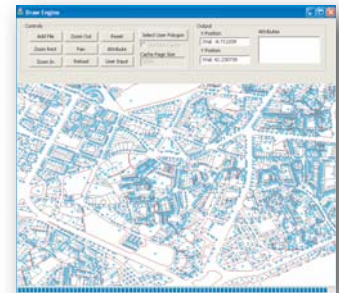 Draw Engine
Controls
Add File
Zoom Out
Reset
Select User Polygon
Zoom Rect
Pan
Attribute
Cache Page Size
Zoom In
Reload
User Input
Output
X Position
Y Position
Attributes